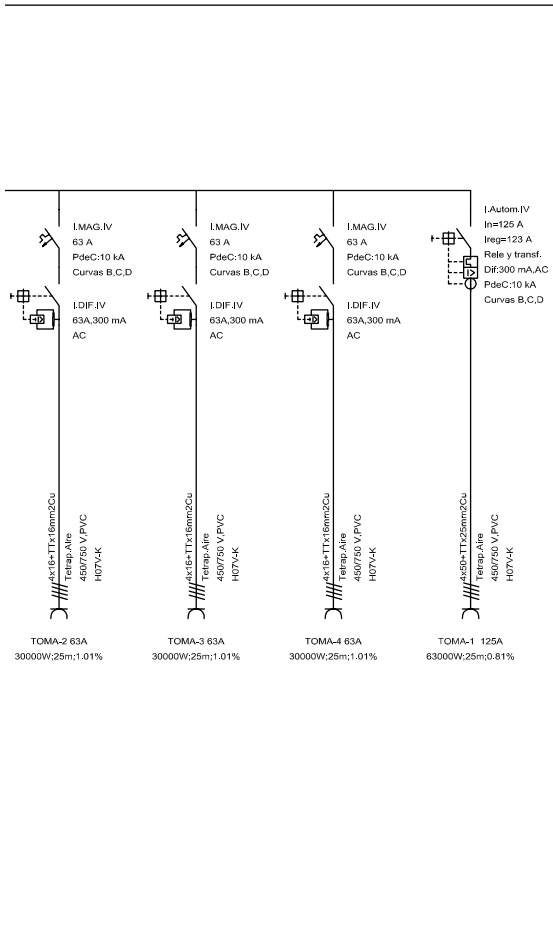 I.MAG.IV
63 A
PdeC:10 kA
Curvas B,C,D
I.DIF.IV
63A,300 mA
AC
4x16+TTx16mm2Cu
Tetrap.Aire
450/750 V,PVC
H07V-K
TOMA-2 63A
30000W;25m;1.01%
I.MAG.IV
63 A
PdeC:10 kA
Curvas B,C,D
I.DIF.IV
63A,300 mA
AC
4x16+TTx16mm2Cu
Tetrap.Aire
450/750 V,PVC
H07V-K
TOMA-3 63A
30000W;25m;1.01%
I.MAG.IV
63 A
PdeC:10 kA
Curvas B,C,D
I.DIF.IV
63A,300 mA
AC
4x16+TTx16mm2Cu
Tetrap.Aire
450/750 V,PVC
H07V-K
TOMA-4 63A
30000W;25m;1.01%
I.Autom.IV
In=125 A
Ireg=123 A
Rele y transf.
Dif:300 mA,AC
PdeC:10 kA
Curvas B,C,D
4x50+TTx25mm2Cu
Tetrap.Aire
450/750 V,PVC
H07V-K
TOMA-1 125A
63000W;25m;0.81%